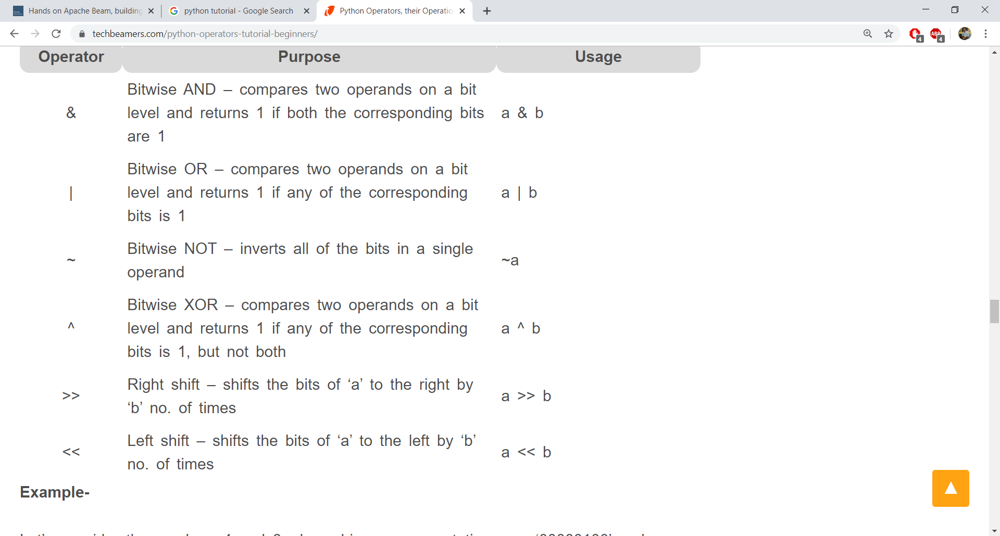 Hands on Apache Beam, building
python tutorial - Google Search
Python Operators, their Operatio
techbeamers.com/python-operators-tutorial-beginners/
4
ABP
4
Operator Purpose Usage
Bitwise AND – compares two operands on a bit
& level and returns 1 if both the corresponding bits a & b
are 1
Bitwise OR – compares two operands on a bit
| level and returns 1 if any of the corresponding a | b
bits is 1
Bitwise NOT – inverts all of the bits in a single
~ ~a
operand
Bitwise XOR – compares two operands on a bit
^ level and returns 1 if any of the corresponding a ^ b
bits is 1, but not both
Right shift – shifts the bits of ‘a’ to the right by
>> a >> b
‘b’ no. of times
Left shift – shifts the bits of ‘a’ to the left by ‘b’
<< a << b
no. of times
Example-